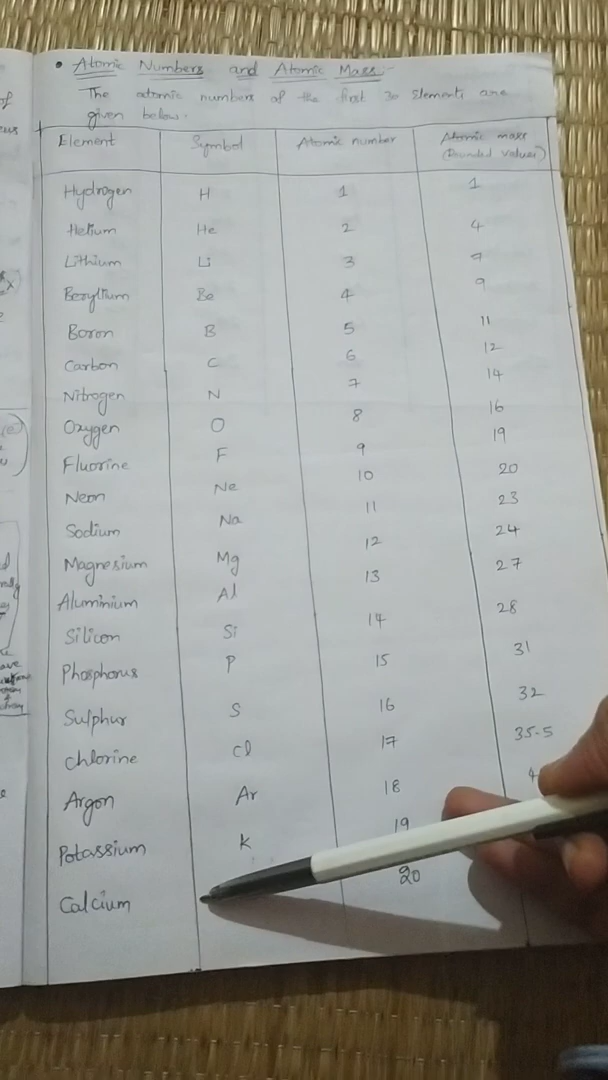 • Atomic Numbers and Atomic Mass:-
The atomic numbers of the first 30 elements are
given below.
Element Symbol Atomic number Atomic mass
(Rounded values)
Hydrogen H 1 1
Helium He 2 4
Lithium Li 3 7
Beryllium Be 4 9
Boron B 5 11
Carbon C 6 12
Nitrogen N 7 14
Oxygen O 8 16
Fluorine F 9 19
Neon Ne 10 20
Sodium Na 11 23
Magnesium Mg 12 24
Aluminium Al 13 27
Silicon Si 14 28
Phosphorus P 15 31
Sulphur S 16 32
Chlorine Cl 17 35.5
Argon Ar 18
Potassium K 19
Calcium 20